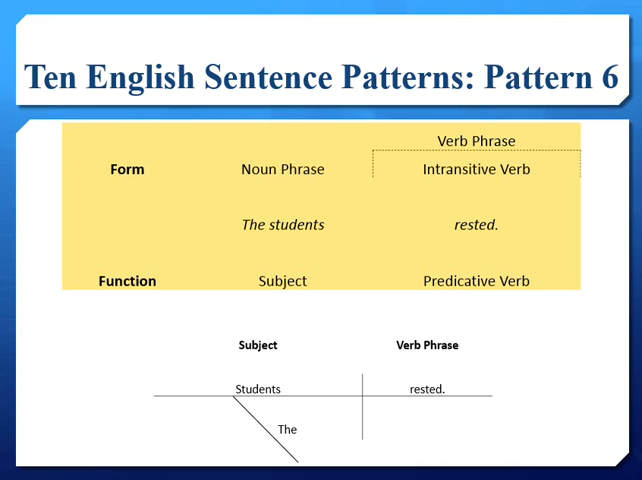 Ten English Sentence Patterns: Pattern 6
Verb Phrase
Form Noun Phrase Intransitive Verb
The students rested.
Function Subject Predicative Verb
Subject Verb Phrase
Students rested.
The